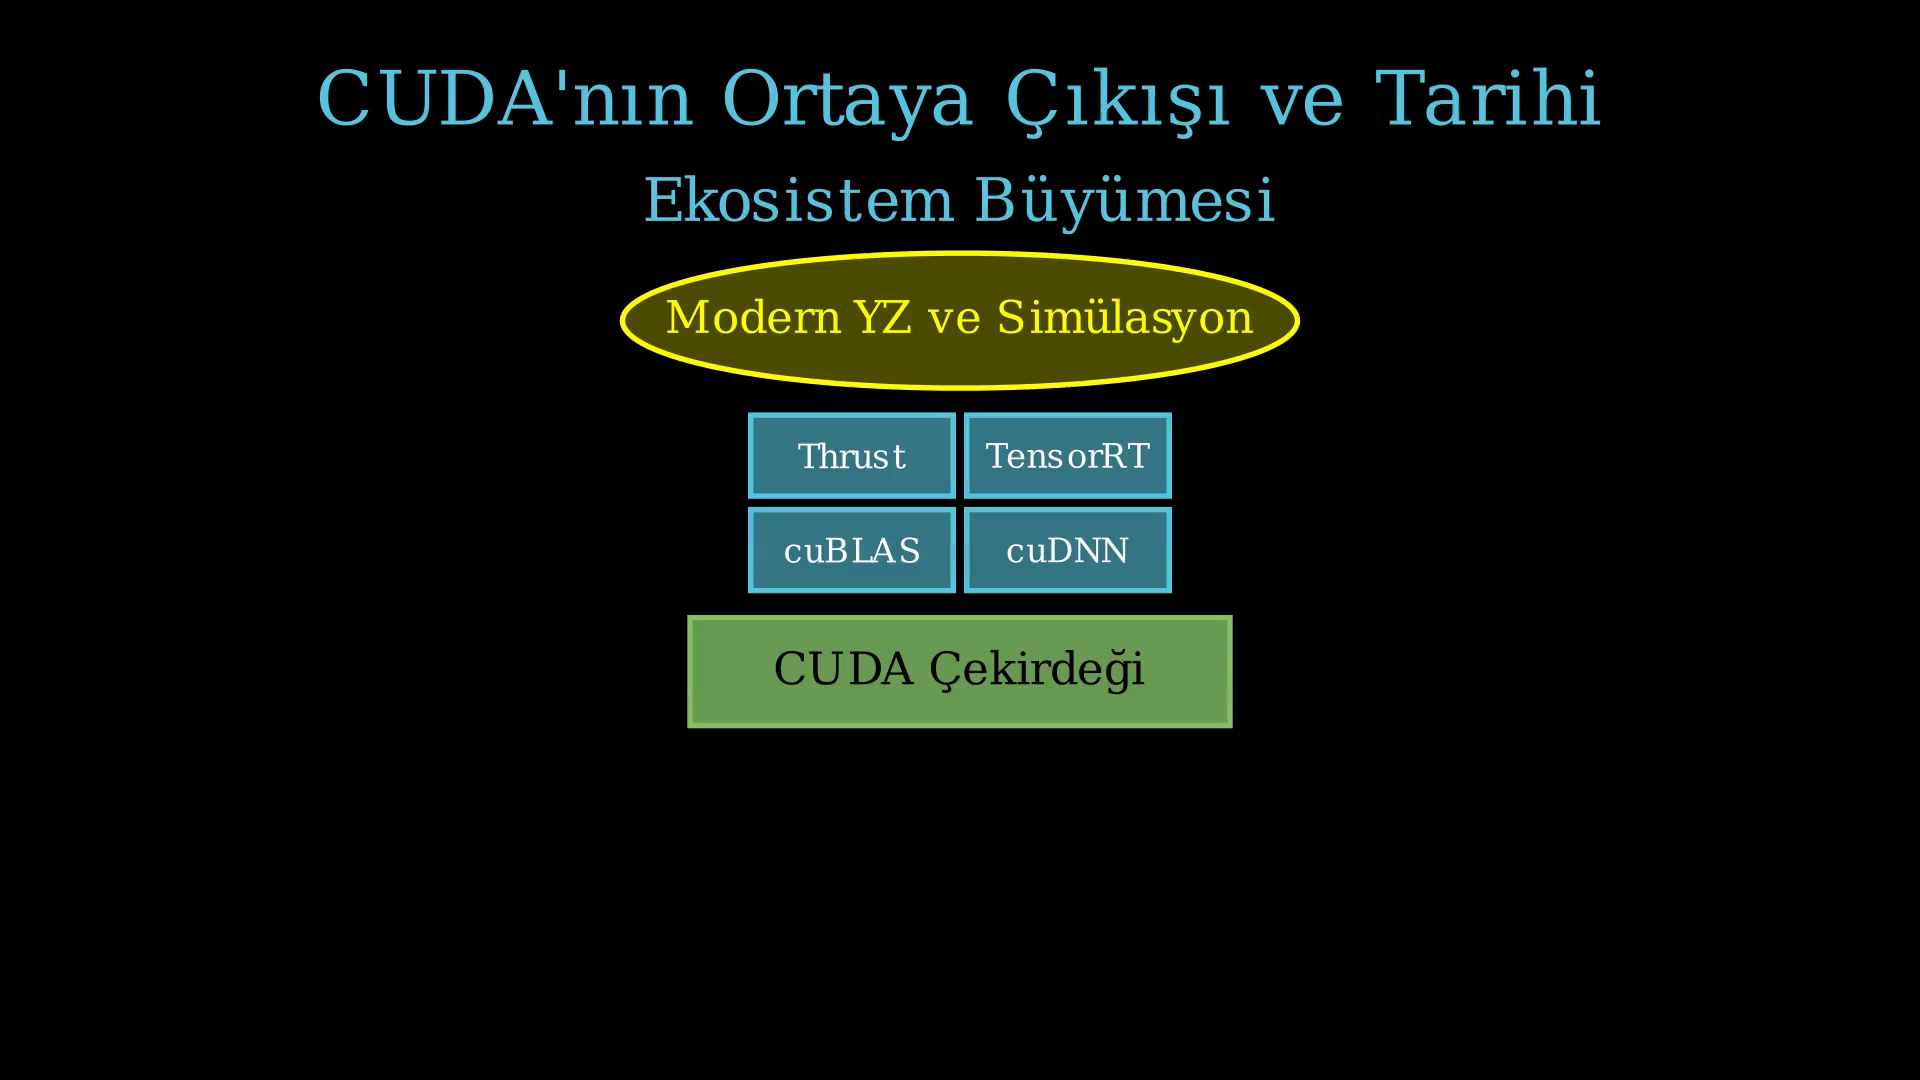 CUDA'nın Ortaya Çıkışı ve Tarihi
Ekosistem Büyümesi
Modern YZ ve Simülasyon
Thrust TensorRT
cuBLAS cuDNN
CUDA Çekirdeği